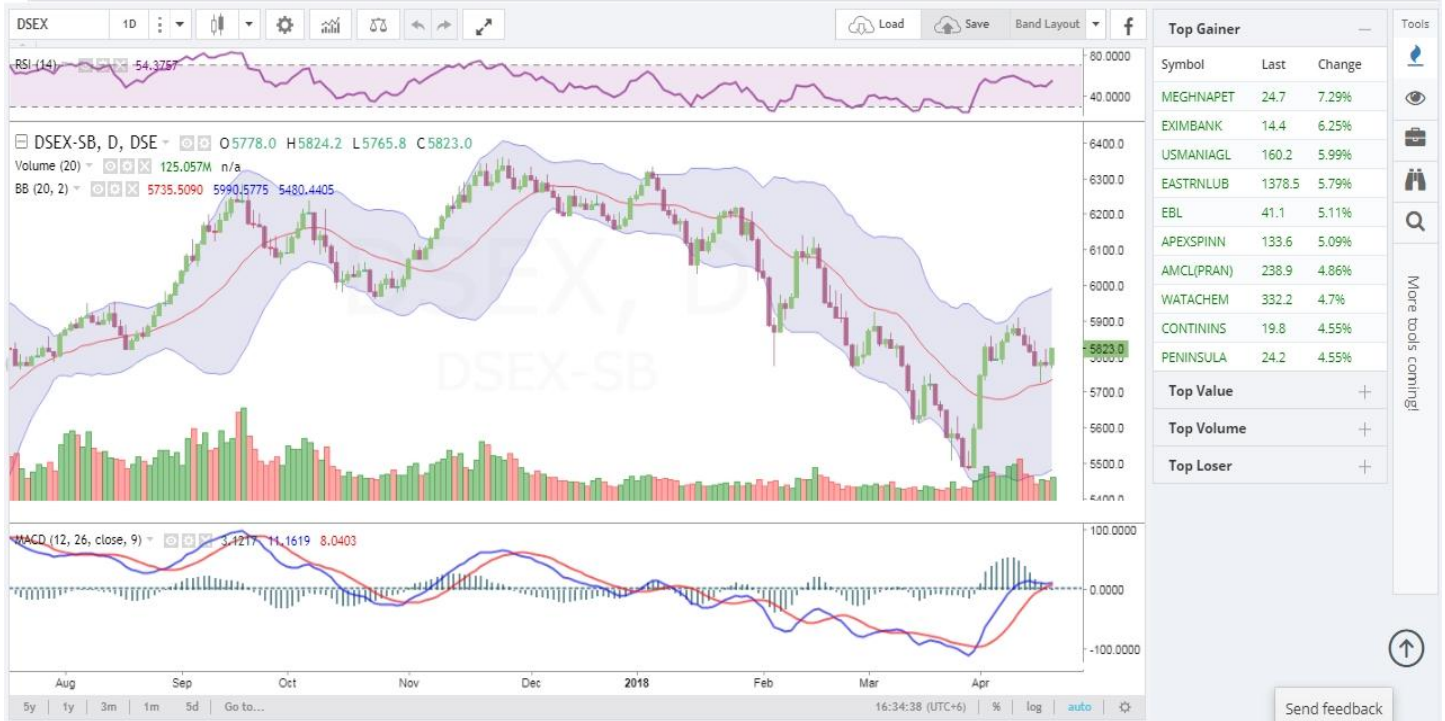 DSEX 1D Load Save Band Layout
RSI (14) 54.3757
80.0000
40.0000
DSEX-SB, D, DSE O5778.0 H5824.2 L5765.8 C5823.0
Volume (20) 125.057M n/a
BB (20, 2) 5735.5090 5990.5775 5480.4405
DSEX, D
DSEX-SB
6400.0
6300.0
6200.0
6100.0
6000.0
5900.0
5823.0
5800.0
5700.0
5600.0
5500.0
5400.0
MACD (12, 26, close, 9) 3.1217 11.1619 8.0403
100.0000
0.0000
-100.0000
Aug Sep Oct Nov Dec 2018 Feb Mar Apr
5y 1y 3m 1m 5d Go to... 16:34:38 (UTC+6) % log auto
Top Gainer
Symbol Last Change
MEGHNAPET 24.7 7.29%
EXIMBANK 14.4 6.25%
USMANIAGL 160.2 5.99%
EASTRNLUB 1378.5 5.79%
EBL 41.1 5.11%
APEXSPINN 133.6 5.09%
AMCL(PRAN) 238.9 4.86%
WATACHEM 332.2 4.7%
CONTININS 19.8 4.55%
PENINSULA 24.2 4.55%
Top Value
Top Volume
Top Loser
Tools
More tools coming!
Send feedback